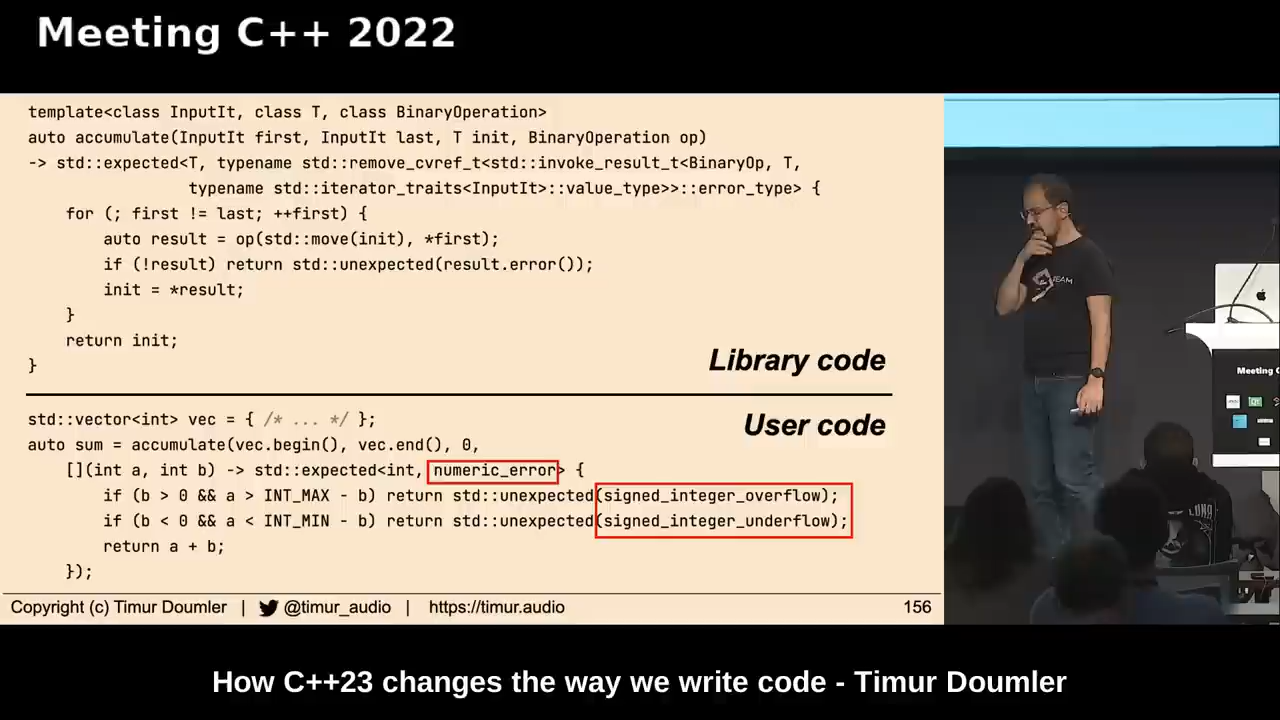 Meeting C++ 2022
template<class InputIt, class T, class BinaryOperation>
auto accumulate(InputIt first, InputIt last, T init, BinaryOperation op)
-> std::expected<T, typename std::remove_cvref_t<std::invoke_result_t<BinaryOp, T,
typename std::iterator_traits<InputIt>::value_type>>::error_type> {
for (; first != last; ++first) {
auto result = op(std::move(init), *first);
if (!result) return std::unexpected(result.error());
init = *result;
}
return init;
}
Library code
User code
std::vector<int> vec = { /* ... */ };
auto sum = accumulate(vec.begin(), vec.end(), 0,
[](int a, int b) -> std::expected<int, numeric_error> {
if (b > 0 && a > INT_MAX - b) return std::unexpected(signed_integer_overflow);
if (b < 0 && a < INT_MIN - b) return std::unexpected(signed_integer_underflow);
return a + b;
});
Copyright (c) Timur Doumler | @timur_audio | https://timur.audio 156
TEAM
Meeting C
How C++23 changes the way we write code - Timur Doumler